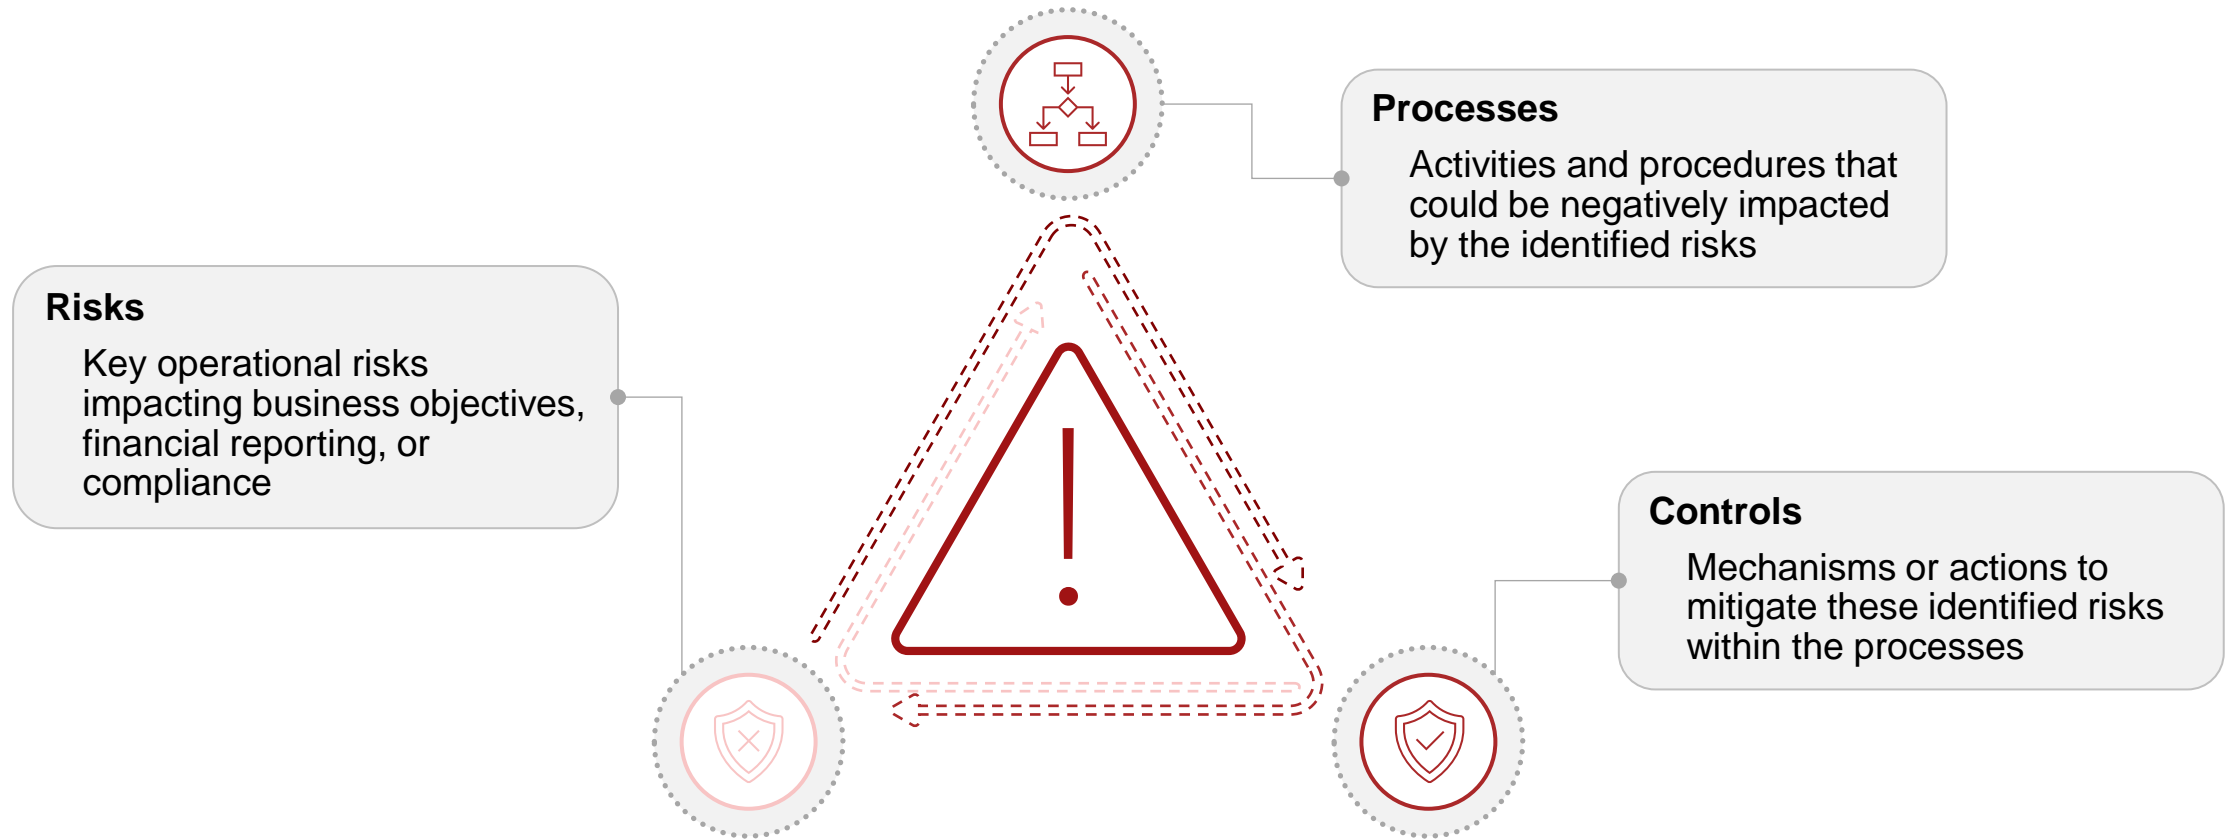 Processes
Activities and procedures that
could be negatively impacted
by the identified risks
Risks
Key operational risks
impacting business objectives,
financial reporting, or
compliance
Controls
Mechanisms or actions to
mitigate these identified risks
within the processes